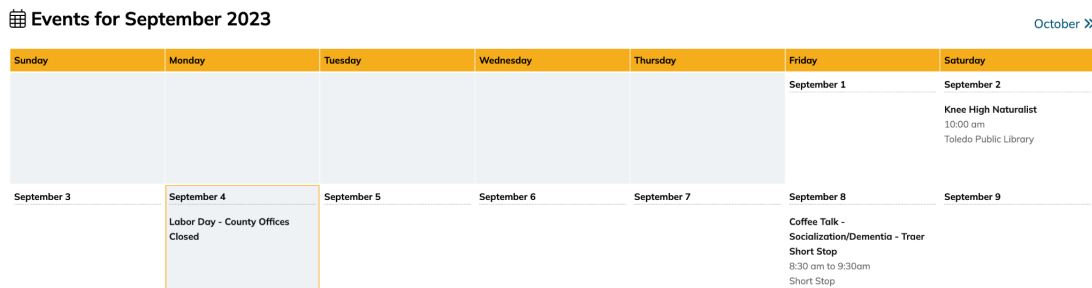 Events for September 2023
October »
Sunday Monday Tuesday Wednesday Thursday Friday Saturday
September 1
September 2
Knee High Naturalist
10:00 am
Toledo Public Library
September 3
September 4
Labor Day - County Offices
Closed
September 5
September 6
September 7
September 8
Coffee Talk -
Socialization/Dementia - Traer
Short Stop
8:30 am to 9:30am
Short Stop
September 9